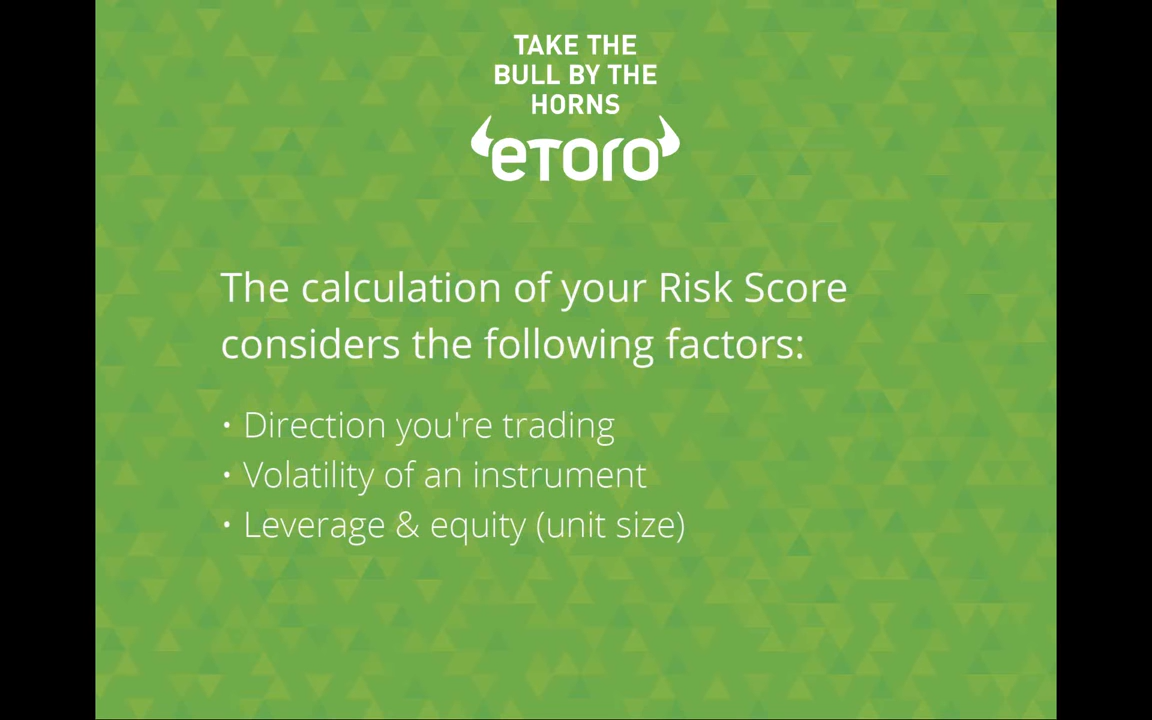 TAKE THE
BULL BY THE
HORNS
eToro
The calculation of your Risk Score
considers the following factors:
• Direction you're trading
• Volatility of an instrument
• Leverage & equity (unit size)